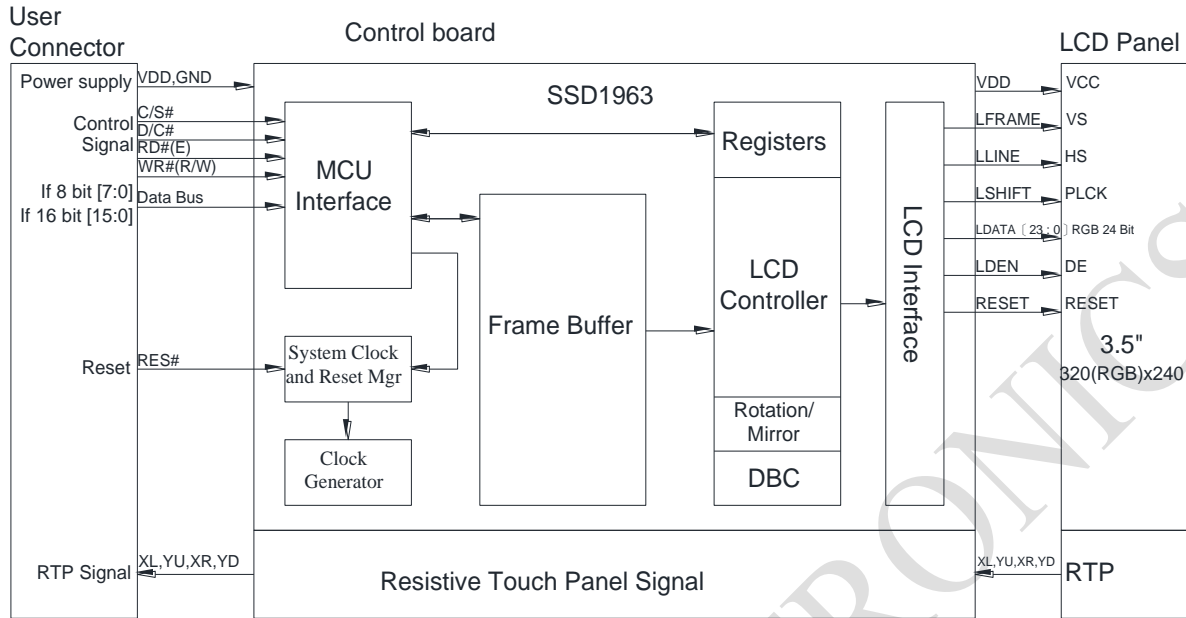 User
Connector
Control board
LCD Panel
Power supply
VDD,GND
Control
Signal
C/S#
D/C#
RD#(E)
WR#(R/W)
If 8 bit [7:0]
If 16 bit [15:0]
Data Bus
Reset
RES#
RTP Signal
XL,YU,XR,YD
SSD1963
MCU
Interface
System Clock
and Reset Mgr
Clock
Generator
Frame Buffer
Registers
LCD
Controller
Rotation/
Mirror
DBC
LCD Interface
Resistive Touch Panel Signal
VDD
VCC
LFRAME
VS
LLINE
HS
LSHIFT
PLCK
LDATA〔23:0〕RGB 24 Bit
LDEN
DE
RESET
RESET
3.5"
320(RGB)x240
XL,YU,XR,YD
RTP